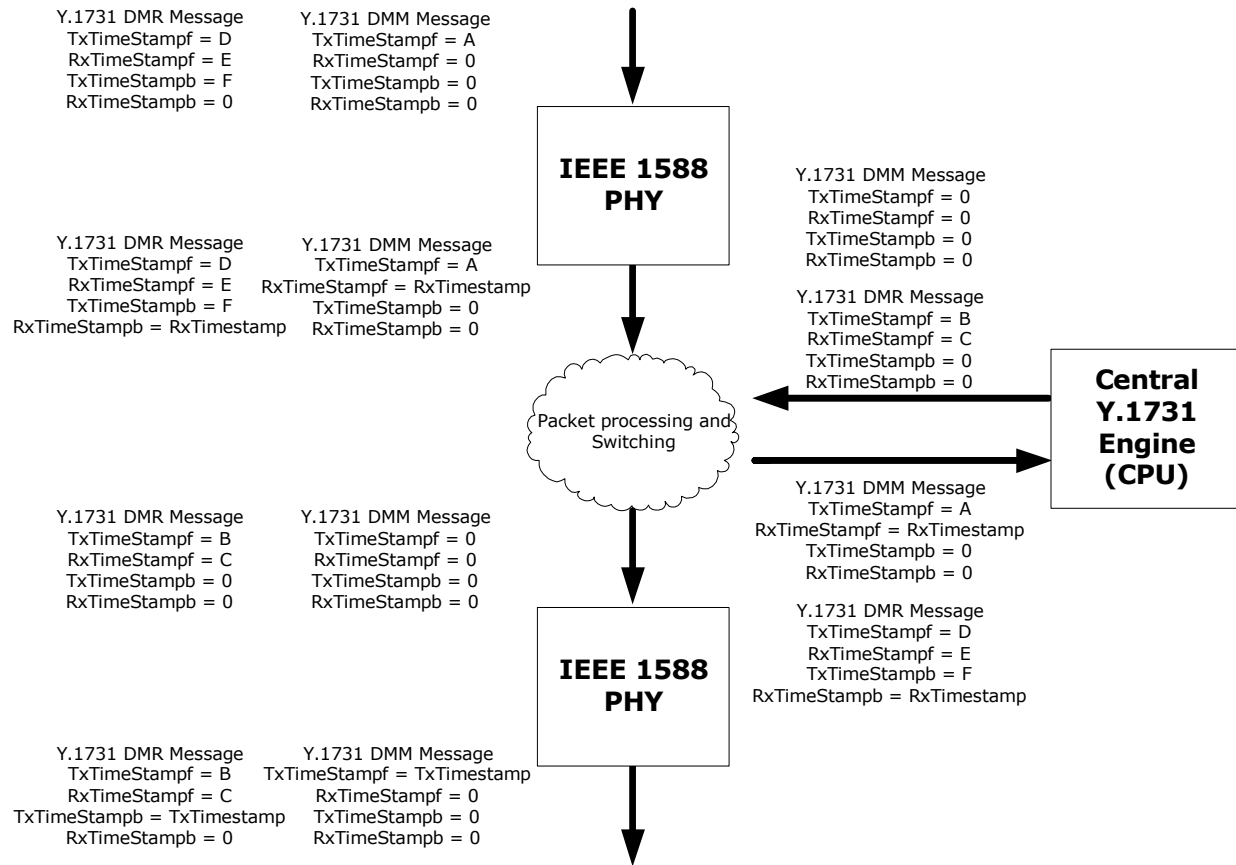 Y.1731 DMR Message
TxTimeStampf = D
RxTimeStampf = E
TxTimeStampb = F
RxTimeStampb = 0
Y.1731 DMM Message
TxTimeStampf = A
RxTimeStampf = 0
TxTimeStampb = 0
RxTimeStampb = 0
IEEE 1588
PHY
Y.1731 DMR Message
TxTimeStampf = D
RxTimeStampf = E
TxTimeStampb = F
RxTimeStampb = RxTimestamp
Y.1731 DMM Message
TxTimeStampf = A
RxTimeStampf = RxTimestamp
TxTimeStampb = 0
RxTimeStampb = 0
Y.1731 DMM Message
TxTimeStampf = 0
RxTimeStampf = 0
TxTimeStampb = 0
RxTimeStampb = 0
Y.1731 DMR Message
TxTimeStampf = B
RxTimeStampf = C
TxTimeStampb = 0
RxTimeStampb = 0
Central
Y.1731
Engine
(CPU)
Packet processing and
Switching
Y.1731 DMM Message
TxTimeStampf = A
RxTimeStampf = RxTimestamp
TxTimeStampb = 0
RxTimeStampb = 0
Y.1731 DMR Message
TxTimeStampf = D
RxTimeStampf = E
TxTimeStampb = F
RxTimeStampb = RxTimestamp
Y.1731 DMR Message
TxTimeStampf = B
RxTimeStampf = C
TxTimeStampb = 0
RxTimeStampb = 0
Y.1731 DMM Message
TxTimeStampf = 0
RxTimeStampf = 0
TxTimeStampb = 0
RxTimeStampb = 0
IEEE 1588
PHY
Y.1731 DMR Message
TxTimeStampf = B
RxTimeStampf = C
TxTimeStampb = TxTimestamp
RxTimeStampb = 0
Y.1731 DMM Message
TxTimeStampf = TxTimestamp
RxTimeStampf = 0
TxTimeStampb = 0
RxTimeStampb = 0